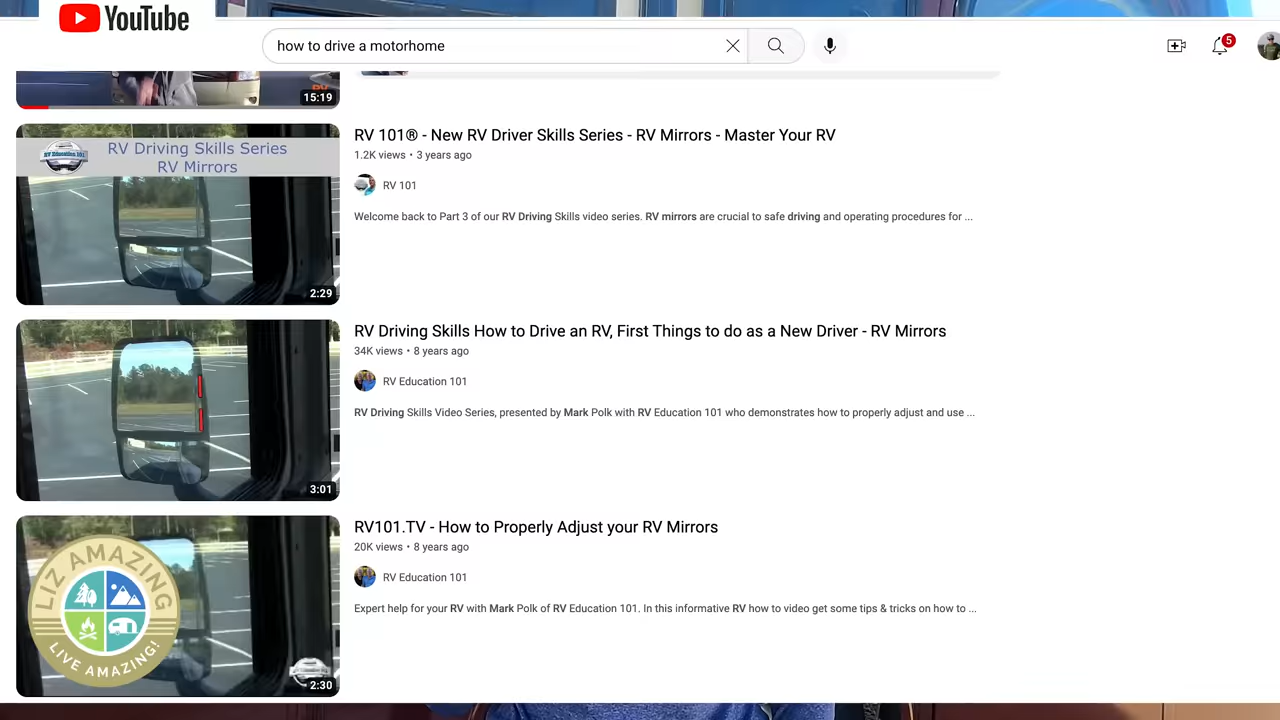 YouTube
how to drive a motorhome
5
15:19
RV Driving Skills Series
RV Mirrors
RV Education 101
2:29
RV 101® - New RV Driver Skills Series - RV Mirrors - Master Your RV
1.2K views • 3 years ago
RV 101
Welcome back to Part 3 of our RV Driving Skills video series. RV mirrors are crucial to safe driving and operating procedures for ...
3:01
RV Driving Skills How to Drive an RV, First Things to do as a New Driver - RV Mirrors
34K views • 8 years ago
RV Education 101
RV Driving Skills Video Series, presented by Mark Polk with RV Education 101 who demonstrates how to properly adjust and use ...
LIZ AMAZING
LIVE AMAZING!
2:30
RV101.TV - How to Properly Adjust your RV Mirrors
20K views • 8 years ago
RV Education 101
Expert help for your RV with Mark Polk of RV Education 101. In this informative RV how to video get some tips & tricks on how to ...